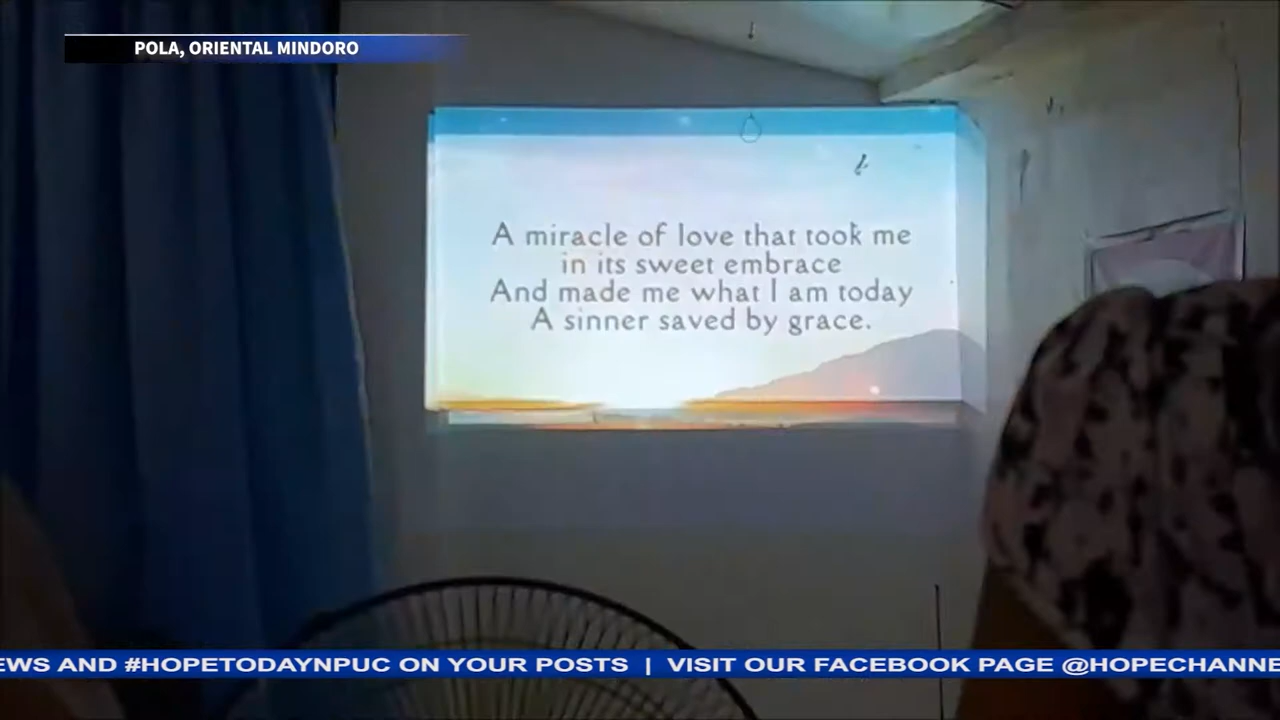 POLA, ORIENTAL MINDORO
A miracle of love that took me
in its sweet embrace
And made me what I am today
A sinner saved by grace.
EWS AND #HOPETODAYNPUC ON YOUR POSTS | VISIT OUR FACEBOOK PAGE @HOPECHANNE